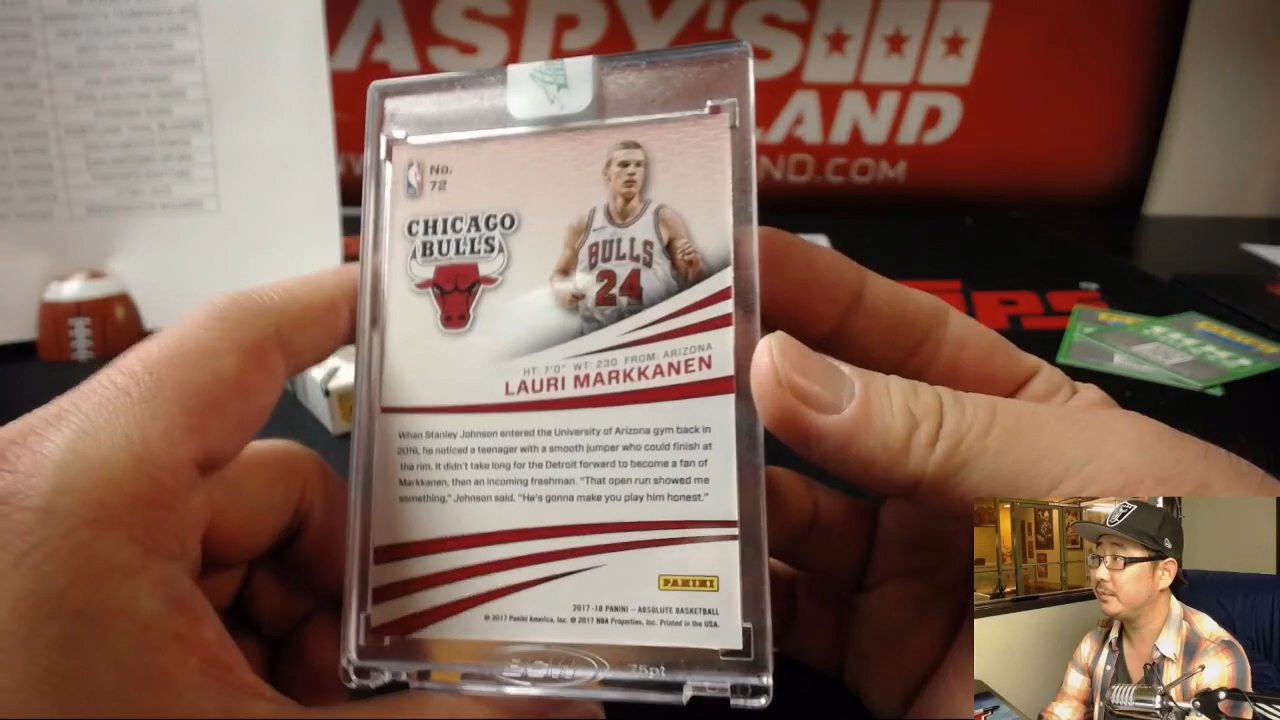 ASPY'S
LAND
ND.COM
No.
72
CHICAGO
BULLS
BULLS
24
HT: 7'0" WT: 230 FROM: ARIZONA
LAURI MARKKANEN
When Stanley Johnson entered the University of Arizona gym back in
2016, he noticed a teenager with a smooth jumper who could finish at
the rim. It didn't take long for the Detroit forward to become a fan of
Markkanen, then an incoming freshman. "That open run showed me
something," Johnson said. "He's gonna make you play him honest."
PANINI
2017-18 PANINI – ABSOLUTE BASKETBALL
© 2017 Panini America, Inc. © 2017 NBA Properties, Inc. Printed in the USA.
75pt